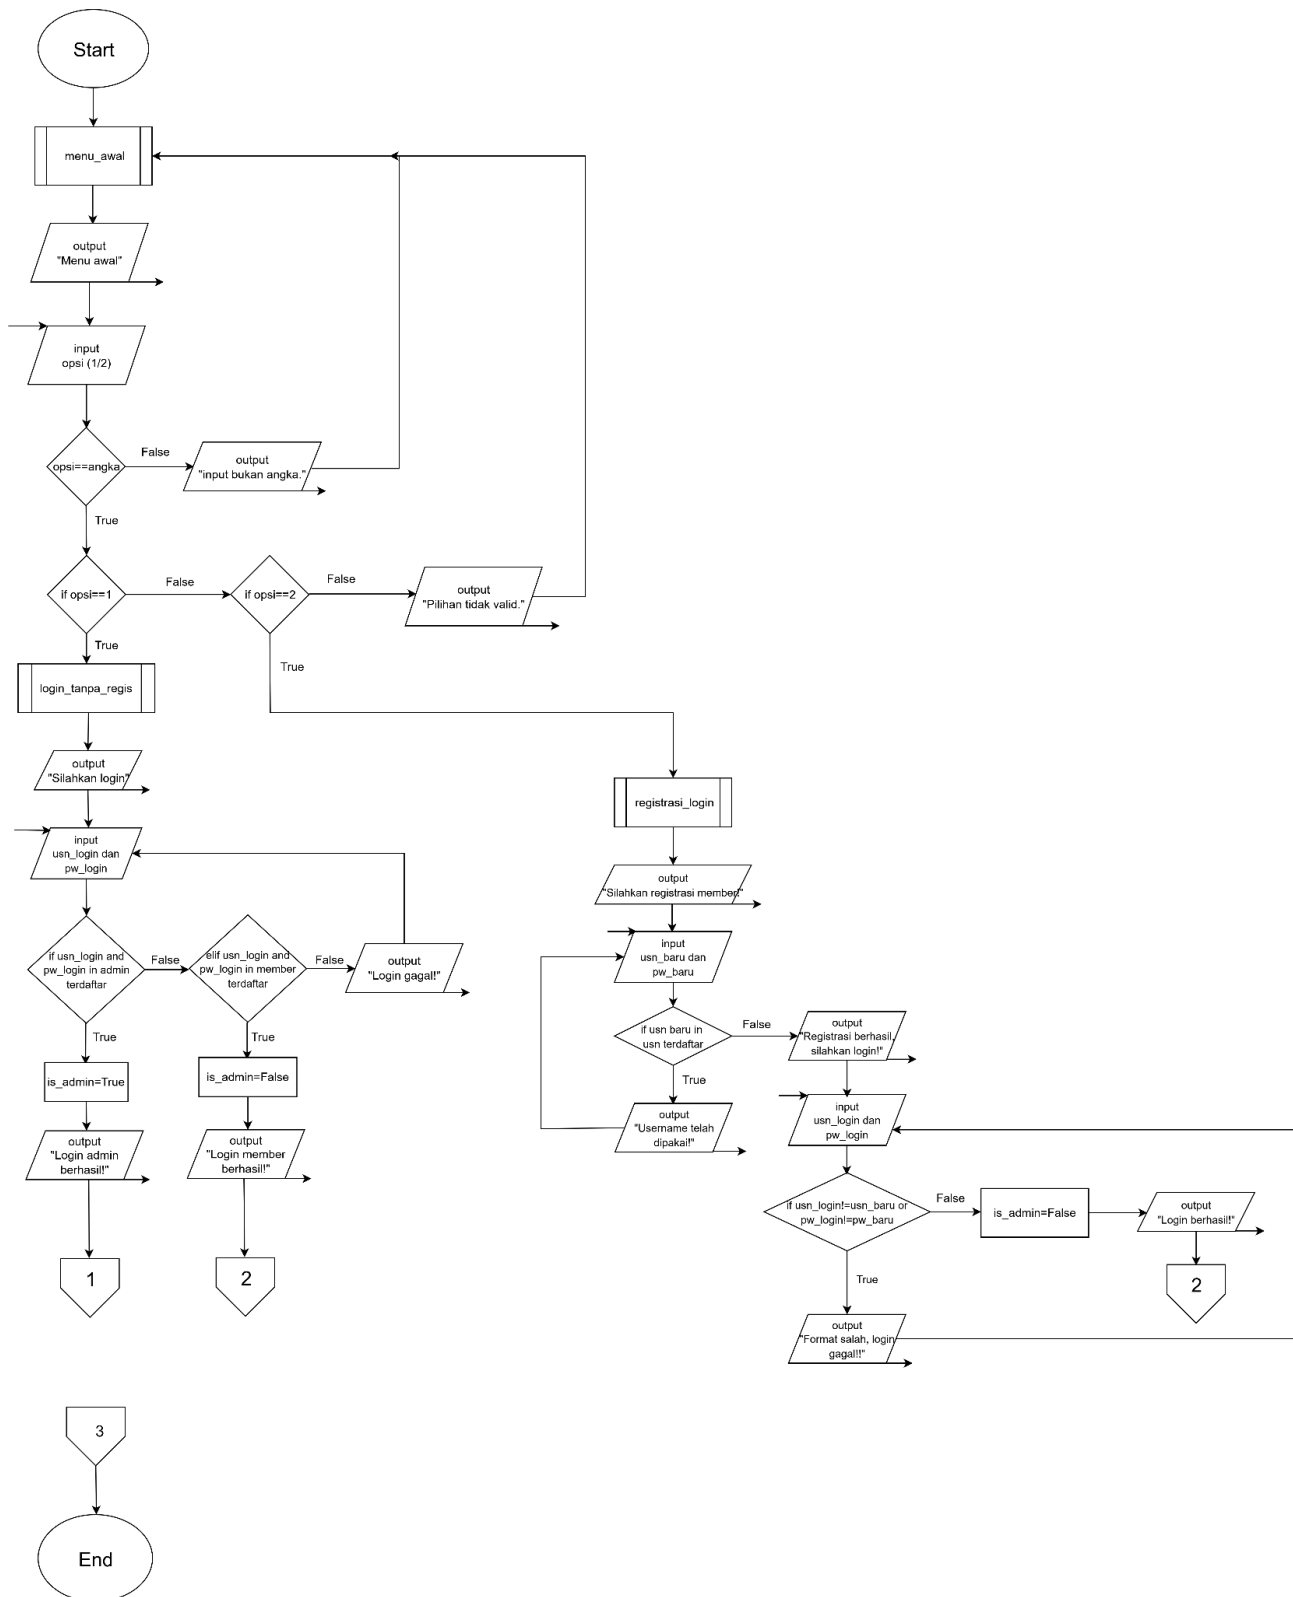 Start
menu_awal
output
"Menu awal"
input
opsi (1/2)
opsi==angka
False
output
"input bukan angka."
True
if opsi==1
False
if opsi==2
False
output
"Pilihan tidak valid."
True
True
login_tanpa_regis
output
"Silahkan login"
input
usn_login dan
pw_login
if usn_login and
pw_login in admin
terdaftar
False
elif usn_login and
pw_login in member
terdaftar
False
output
"Login gagal!"
True
True
is_admin=True
is_admin=False
output
"Login admin
berhasil!"
output
"Login member
berhasil!"
1
2
registrasi_login
output
"Silahkan registrasi member!"
input
usn_baru dan
pw_baru
if usn baru in
usn terdaftar
False
output
"Registrasi berhasil,
silahkan login!"
True
output
"Username telah
dipakai!"
input
usn_login dan
pw_login
if usn_login!=usn_baru or
pw_login!=pw_baru
False
is_admin=False
output
"Login berhasil!"
2
True
output
"Format salah, login
gagal!!"
3
End